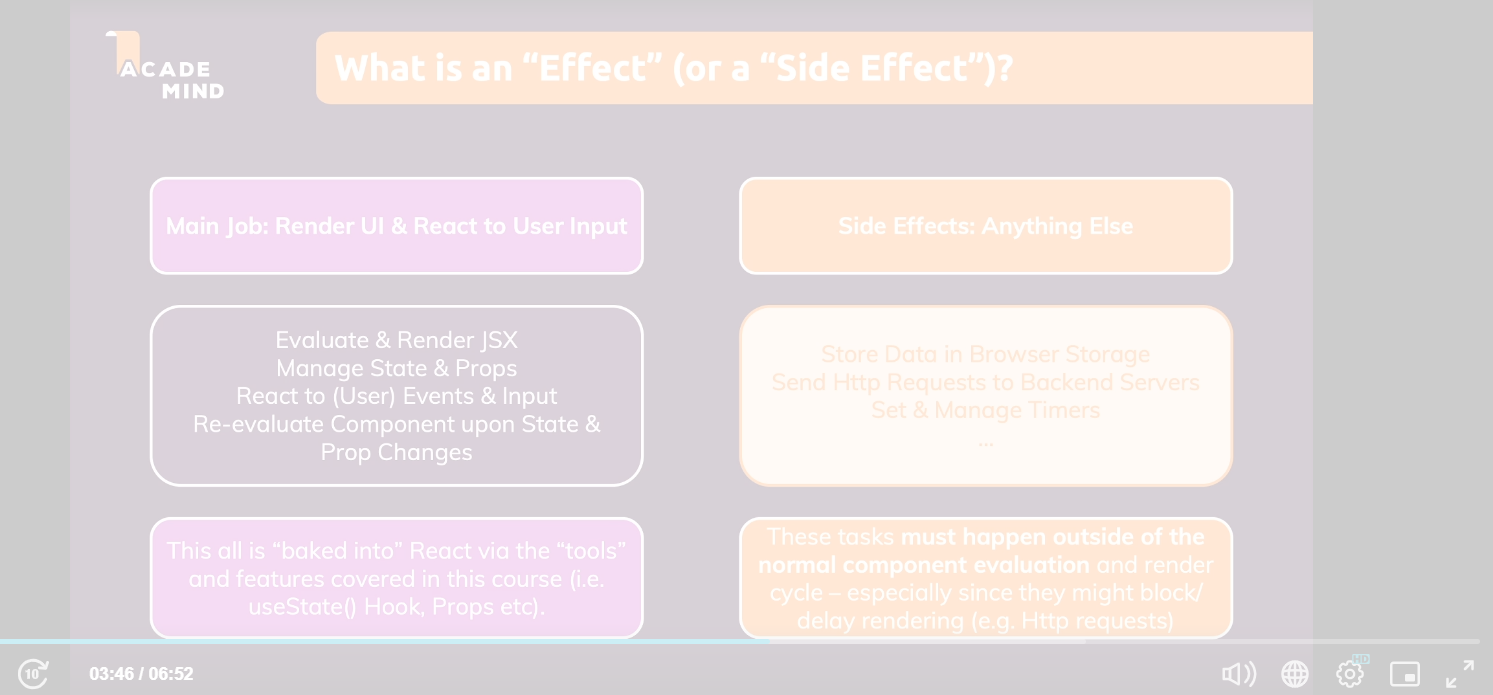 ACADE
MIND
What is an “Effect” (or a “Side Effect”)?
Main Job: Render UI & React to User Input
Evaluate & Render JSX
Manage State & Props
React to (User) Events & Input
Re-evaluate Component upon State &
Prop Changes
This all is “baked into” React via the “tools”
and features covered in this course (i.e.
useState() Hook, Props etc).
Side Effects: Anything Else
Store Data in Browser Storage
Send Http Requests to Backend Servers
Set & Manage Timers
...
These tasks must happen outside of the
normal component evaluation and render
cycle – especially since they might block/
delay rendering (e.g. Http requests)
10
03:46 / 06:52
HD